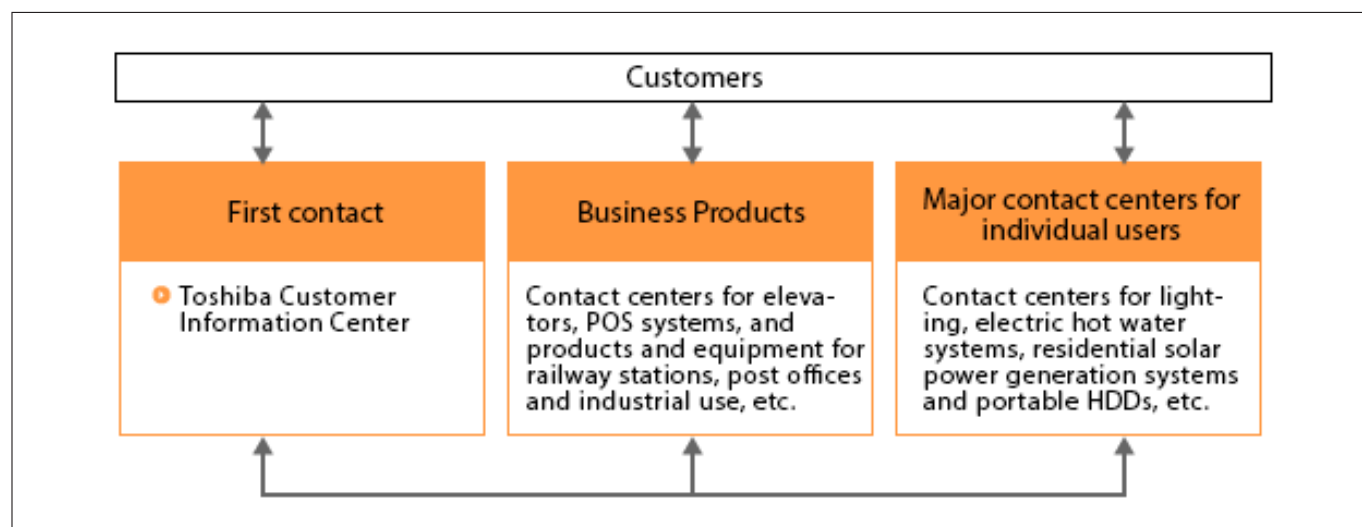 Customers
First contact
Toshiba Customer
Information Center
Business Products
Contact centers for eleva-
tors, POS systems, and
products and equipment for
railway stations, post offices
and industrial use, etc.
Major contact centers for
individual users
Contact centers for light-
ing, electric hot water
systems, residential solar
power generation systems
and portable HDDs, etc.